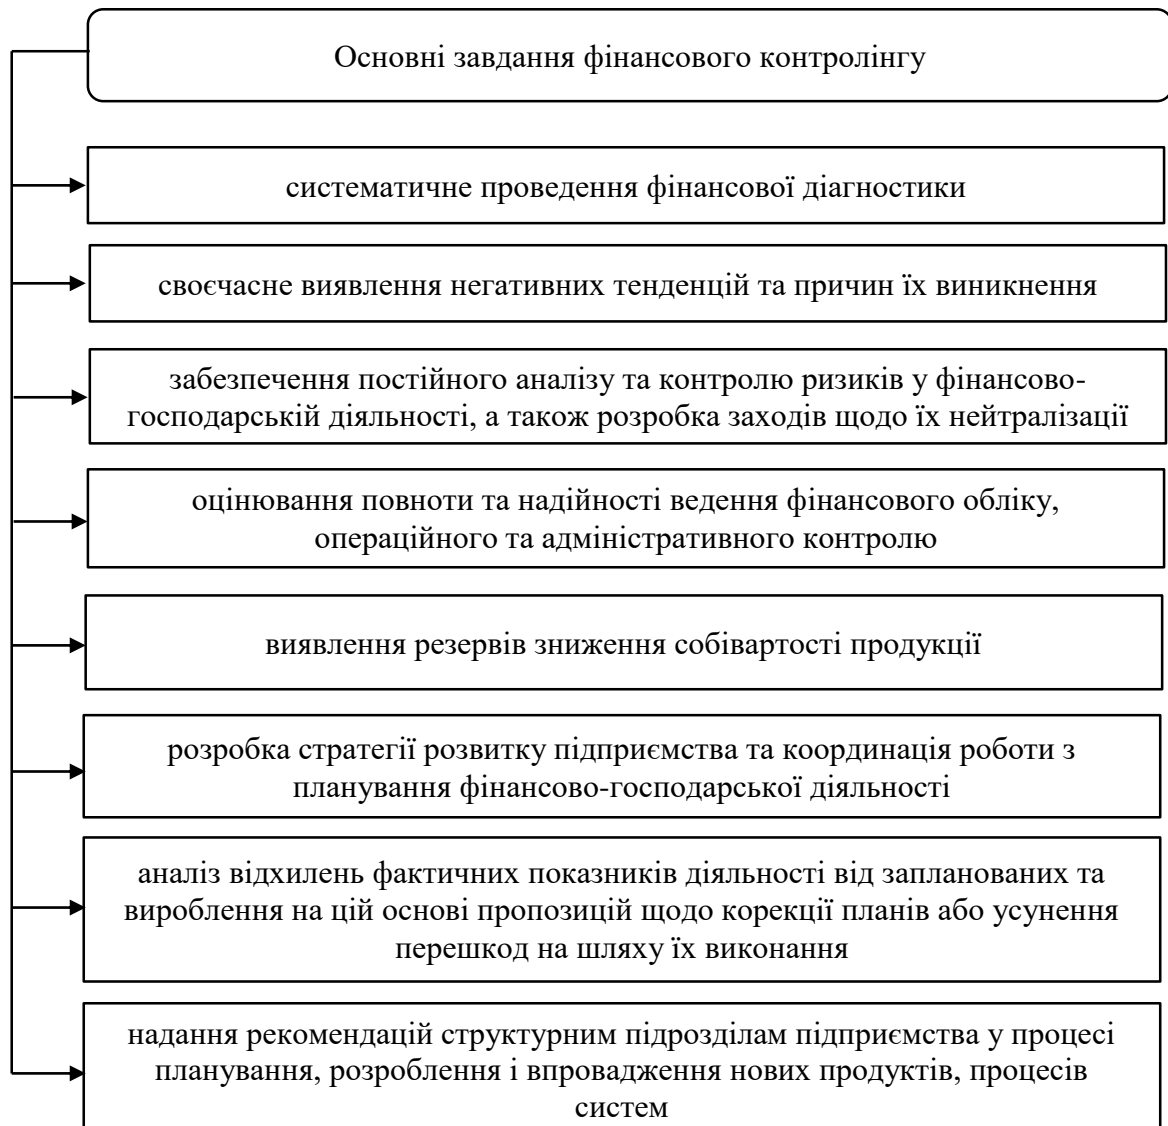 Основні завдання фінансового контролінгу
систематичне проведення фінансової діагностики
своєчасне виявлення негативних тенденцій та причин їх виникнення
забезпечення постійного аналізу та контролю ризиків у фінансово-
господарській діяльності, а також розробка заходів щодо їх нейтралізації
оцінювання повноти та надійності ведення фінансового обліку,
операційного та адміністративного контролю
виявлення резервів зниження собівартості продукції
розробка стратегії розвитку підприємства та координація роботи з
планування фінансово-господарської діяльності
аналіз відхилень фактичних показників діяльності від запланованих та
вироблення на цій основі пропозицій щодо корекції планів або усунення
перешкод на шляху їх виконання
надання рекомендацій структурним підрозділам підприємства у процесі
планування, розроблення і впровадження нових продуктів, процесів
систем